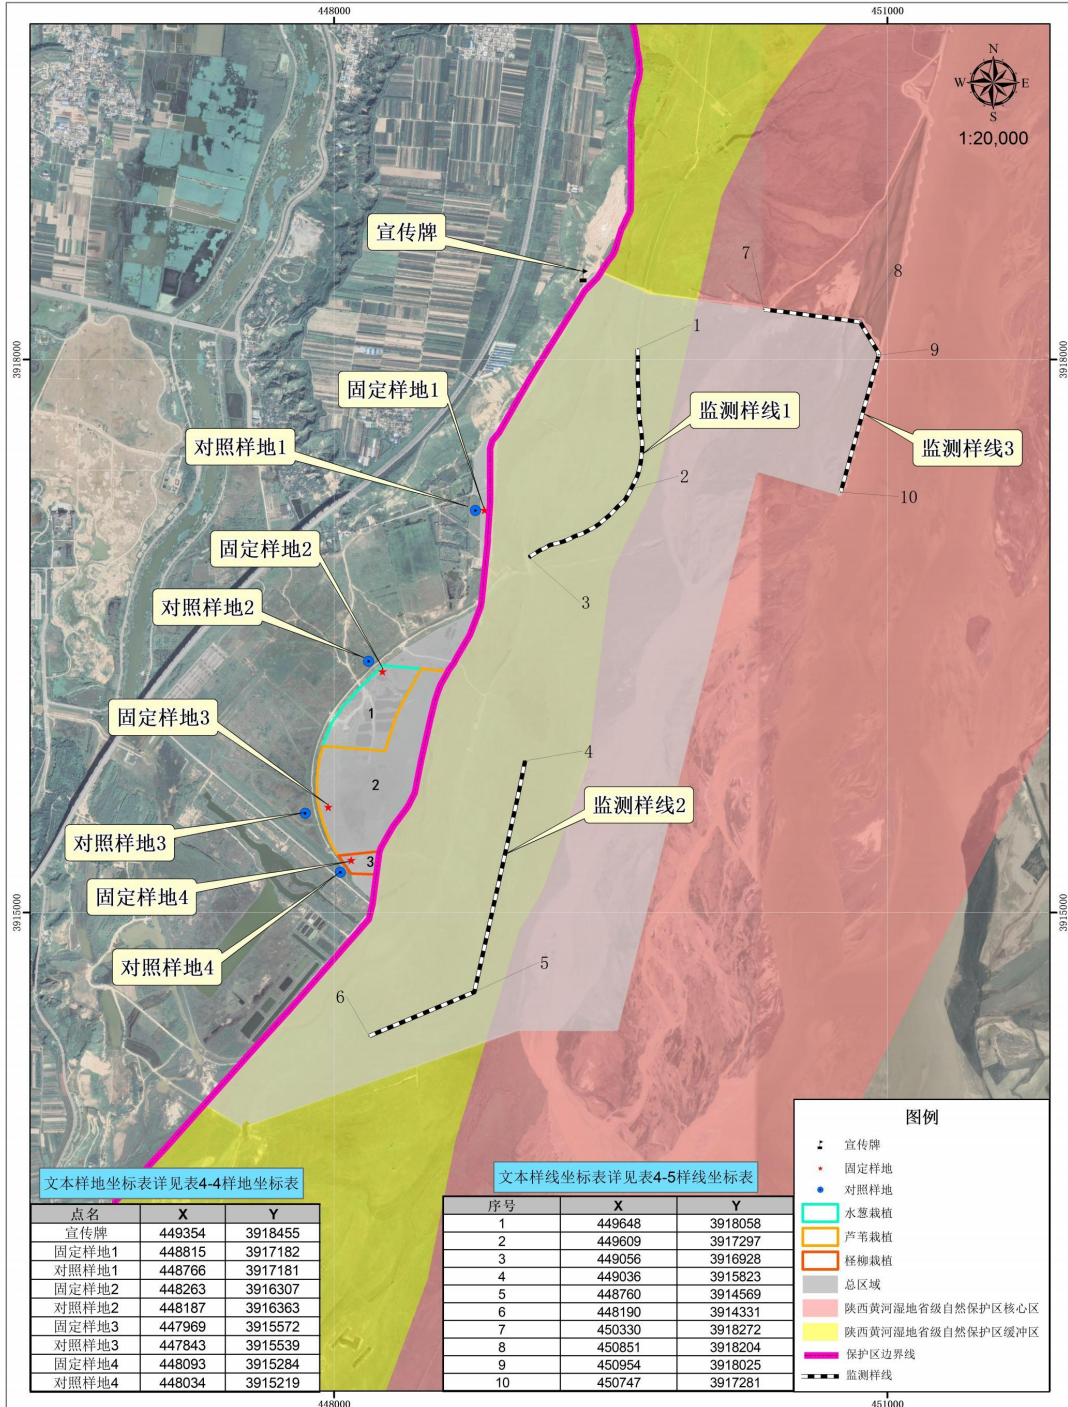 448000
451000
N
W
E
S
1:20,000
宣传牌
7
8
1
9
3918000
3918000
固定样地1
监测样线1
对照样地1
监测样线3
2
10
固定样地2
对照样地2
3
固定样地3
1
4
2
监测样线2
对照样地3
3
固定样地4
3915000
3915000
对照样地4
5
6
图例
宣传牌
固定样地
对照样地
水葱栽植
芦苇栽植
柽柳栽植
总区域
陕西黄河湿地省级自然保护区核心区
陕西黄河湿地省级自然保护区缓冲区
保护区边界线
监测样线
文本样地坐标表详见表4-4样地坐标表
点名 X Y
宣传牌 449354 3918455
固定样地1 448815 3917182
对照样地1 448766 3917181
固定样地2 448263 3916307
对照样地2 448187 3916363
固定样地3 447969 3915572
对照样地3 447843 3915539
固定样地4 448093 3915284
对照样地4 448034 3915219
文本样线坐标表详见表4-5样线坐标表
序号 X Y
1 449648 3918058
2 449609 3917297
3 449056 3916928
4 449036 3915823
5 448760 3914569
6 448190 3914331
7 450330 3918272
8 450851 3918204
9 450954 3918025
10 450747 3917281
448000
451000